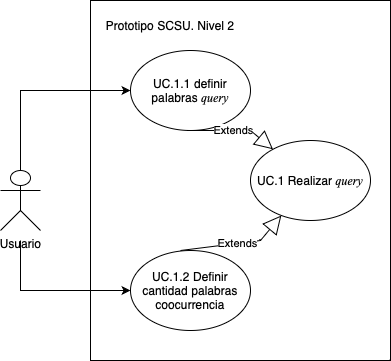 Prototipo SCSU. Nivel 2
UC.1.1 definir
palabras query
Extends
UC.1 Realizar query
Usuario
Extends
UC.1.2 Definir
cantidad palabras
coocurrencia